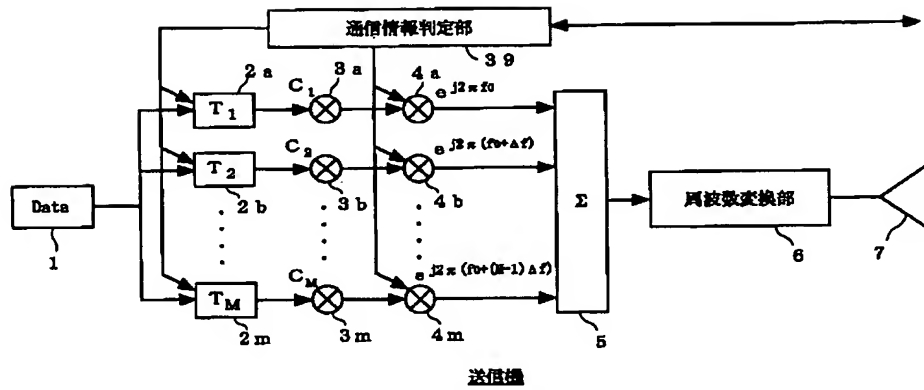 通信情報判定部
39
2a
C1
3a
4a
e^j2πf0
T1
C2
e^j2π(f0+Δf)
T2
Data
2b
3b
4b
Σ
周波数変換部
1
6
7
CM
e^j2π(f0+(M-1)Δf)
TM
2m
3m
4m
5
送信機